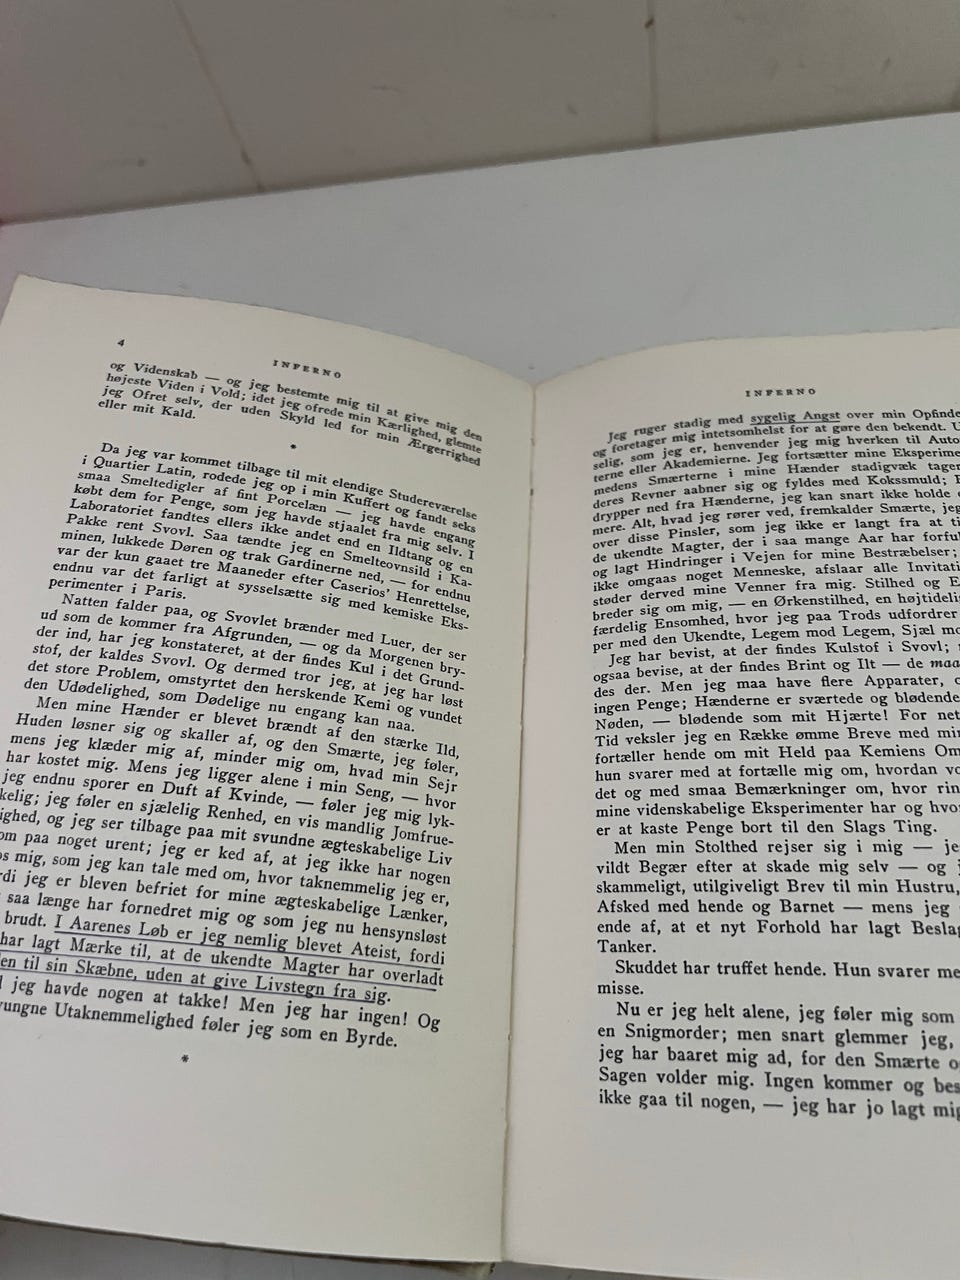 4
INFERNO
og Videnskab — og jeg bestemte mig til at give mig den
højeste Viden i Vold; idet jeg ofrede min Kærlighed, glemte
jeg Ofret selv, der uden Skyld led for min Ærgerrighed
eller mit Kald.
*
Da jeg var kommet tilbage til mit elendige Studereværelse
i Quartier Latin, rodede jeg op i min Kuffert og fandt seks
smaa Smeltedigler af fint Porcelæn — jeg havde engang
købt dem for Penge, som jeg havde stjaalet fra mig selv. I
Laboratoriet fandtes ellers ikke andet end en Ildtang og en
Pakke rent Svovl. Saa tændte jeg en Smelteovnsild i Ka-
minen, lukkede Døren og trak Gardinerne ned, — for endnu
var der kun gaaet tre Maaneder efter Caserios' Henrettelse,
endnu var det farligt at sysselsætte sig med kemiske Eks-
perimenter i Paris.
Natten falder paa, og Svovlet brænder med Luer, der ser
ud som de kommer fra Afgrunden, — og da Morgenen bry-
der ind, har jeg konstateret, at der findes Kul i det Grund-
stof, der kaldes Svovl. Og dermed tror jeg, at jeg har løst
det store Problem, omstyrtet den herskende Kemi og vundet
den Udødelighed, som Dødelige nu engang kan naa.
Men mine Hænder er blevet brændt af den stærke Ild,
Huden løsner sig og skaller af, og den Smærte, jeg føler,
mens jeg klæder mig af, minder mig om, hvad min Sejr
har kostet mig. Mens jeg ligger alene i min Seng, — hvor
jeg endnu sporer en Duft af Kvinde, — føler jeg mig lyk-
kelig; jeg føler en sjælelig Renhed, en vis mandlig Jomfrue-
lighed, og jeg ser tilbage paa mit svundne ægteskabelige Liv
om paa noget urent; jeg er ked af, at jeg ikke har nogen
os mig, som jeg kan tale med om, hvor taknemmelig jeg er,
rdi jeg er bleven befriet for mine ægteskabelige Lænker,
saa længe har fornedret mig og som jeg nu hensynsløst
brudt. I Aarenes Løb er jeg nemlig blevet Ateist, fordi
har lagt Mærke til, at de ukendte Magter har overladt
en til sin Skæbne, uden at give Livstegn fra sig.
jeg havde nogen at takke! Men jeg har ingen! Og
vungne Utaknemmelighed føler jeg som en Byrde.
*
INFERNO
Jeg ruger stadig med sygelig Angst over min Opfinde
og foretager mig intetsomhelst for at gøre den bekendt. U
selig, som jeg er, henvender jeg mig hverken til Auto
terne eller Akademierne. Jeg fortsætter mine Eksperime
medens Smærterne i mine Hænder stadigvæk tager
deres Revner aabner sig og fyldes med Kokssmuld;
drypper ned fra Hænderne, jeg kan snart ikke holde
mere. Alt, hvad jeg rører ved, fremkalder Smærte, jeg
over disse Pinsler, som jeg ikke er langt fra at ti
de ukendte Magter, der i saa mange Aar har forfu
og lagt Hindringer i Vejen for mine Bestræbelser;
ikke omgaas noget Menneske, afslaar alle Invitati
støder derved mine Venner fra mig. Stilhed og E
breder sig om mig, — en Ørkenstilhed, en højtidelig
færdelig Ensomhed, hvor jeg paa Trods udfordrer
per med den Ukendte, Legem mod Legem, Sjæl mo
Jeg har bevist, at der findes Kulstof i Svovl;
ogsaa bevise, at der findes Brint og Ilt — de maa
des der. Men jeg maa have flere Apparater,
ingen Penge; Hænderne er sværtede og blødende
Nøden, — blødende som mit Hjærte! For net
Tid veksler jeg en Række ømme Breve med min
fortæller hende om mit Held paa Kemiens Om
hun svarer med at fortælle mig om, hvordan vo
det og med smaa Bemærkninger om, hvor rin
mine videnskabelige Eksperimenter har og hvo
er at kaste Penge bort til den Slags Ting.
Men min Stolthed rejser sig i mig — je
vildt Begær efter at skade mig selv — og j
skammeligt, utilgiveligt Brev til min Hustru,
Afsked med hende og Barnet — mens jeg
ende af, at et nyt Forhold har lagt Besla
Tanker.
Skuddet har truffet hende. Hun svarer me
misse.
Nu er jeg helt alene, jeg føler mig som
en Snigmorder; men snart glemmer jeg,
jeg har baaret mig ad, for den Smærte o
Sagen volder mig. Ingen kommer og bes
ikke gaa til nogen, — jeg har jo lagt mig